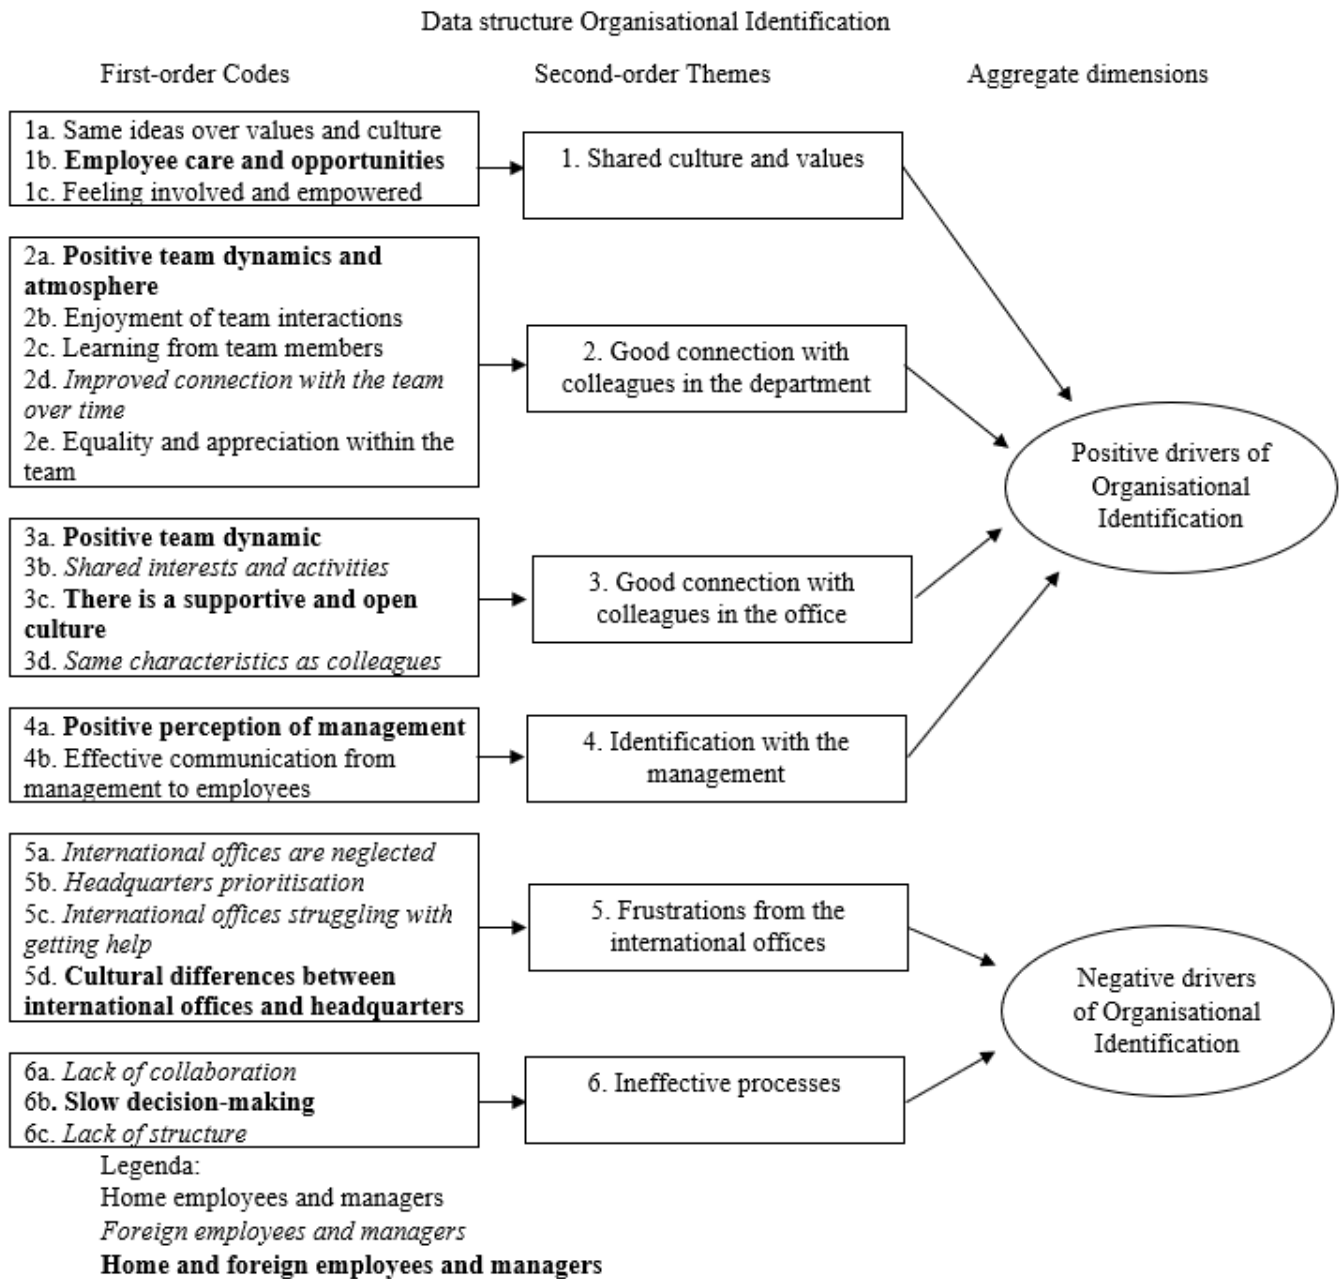 Data structure Organisational Identification
First-order Codes
Second-order Themes
Aggregate dimensions
1a. Same ideas over values and culture
1b. Employee care and opportunities
1c. Feeling involved and empowered
1. Shared culture and values
2a. Positive team dynamics and
atmosphere
2b. Enjoyment of team interactions
2c. Learning from team members
2d. Improved connection with the team
over time
2e. Equality and appreciation within the
team
2. Good connection with
colleagues in the department
Positive drivers of
Organisational
Identification
3a. Positive team dynamic
3b. Shared interests and activities
3c. There is a supportive and open
culture
3d. Same characteristics as colleagues
3. Good connection with
colleagues in the office
4a. Positive perception of management
4b. Effective communication from
management to employees
4. Identification with the
management
5a. International offices are neglected
5b. Headquarters prioritisation
5c. International offices struggling with
getting help
5d. Cultural differences between
international offices and headquarters
5. Frustrations from the
international offices
Negative drivers
of Organisational
Identification
6a. Lack of collaboration
6b. Slow decision-making
6c. Lack of structure
6. Ineffective processes
Legenda:
Home employees and managers
Foreign employees and managers
Home and foreign employees and managers